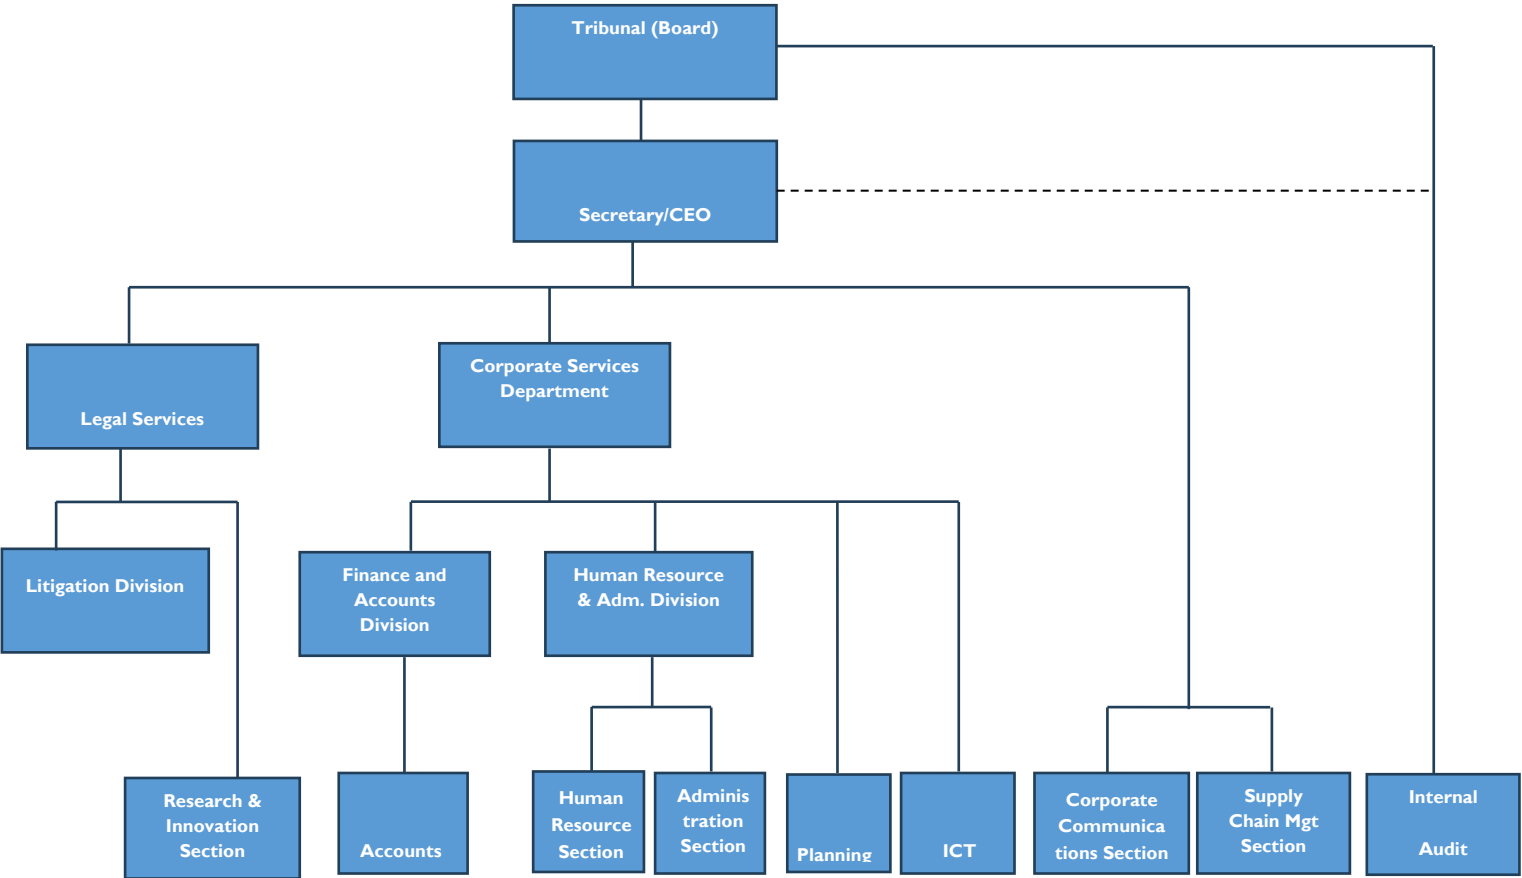 Tribunal (Board)
Secretary/CEO
Legal Services
Corporate Services
Department
Litigation Division
Finance and
Accounts
Division
Human Resource
& Adm. Division
Research &
Innovation
Section
Accounts
Human
Resource
Section
Adminis
tration
Section
Planning
ICT
Corporate
Communica
tions Section
Supply
Chain Mgt
Section
Internal
Audit